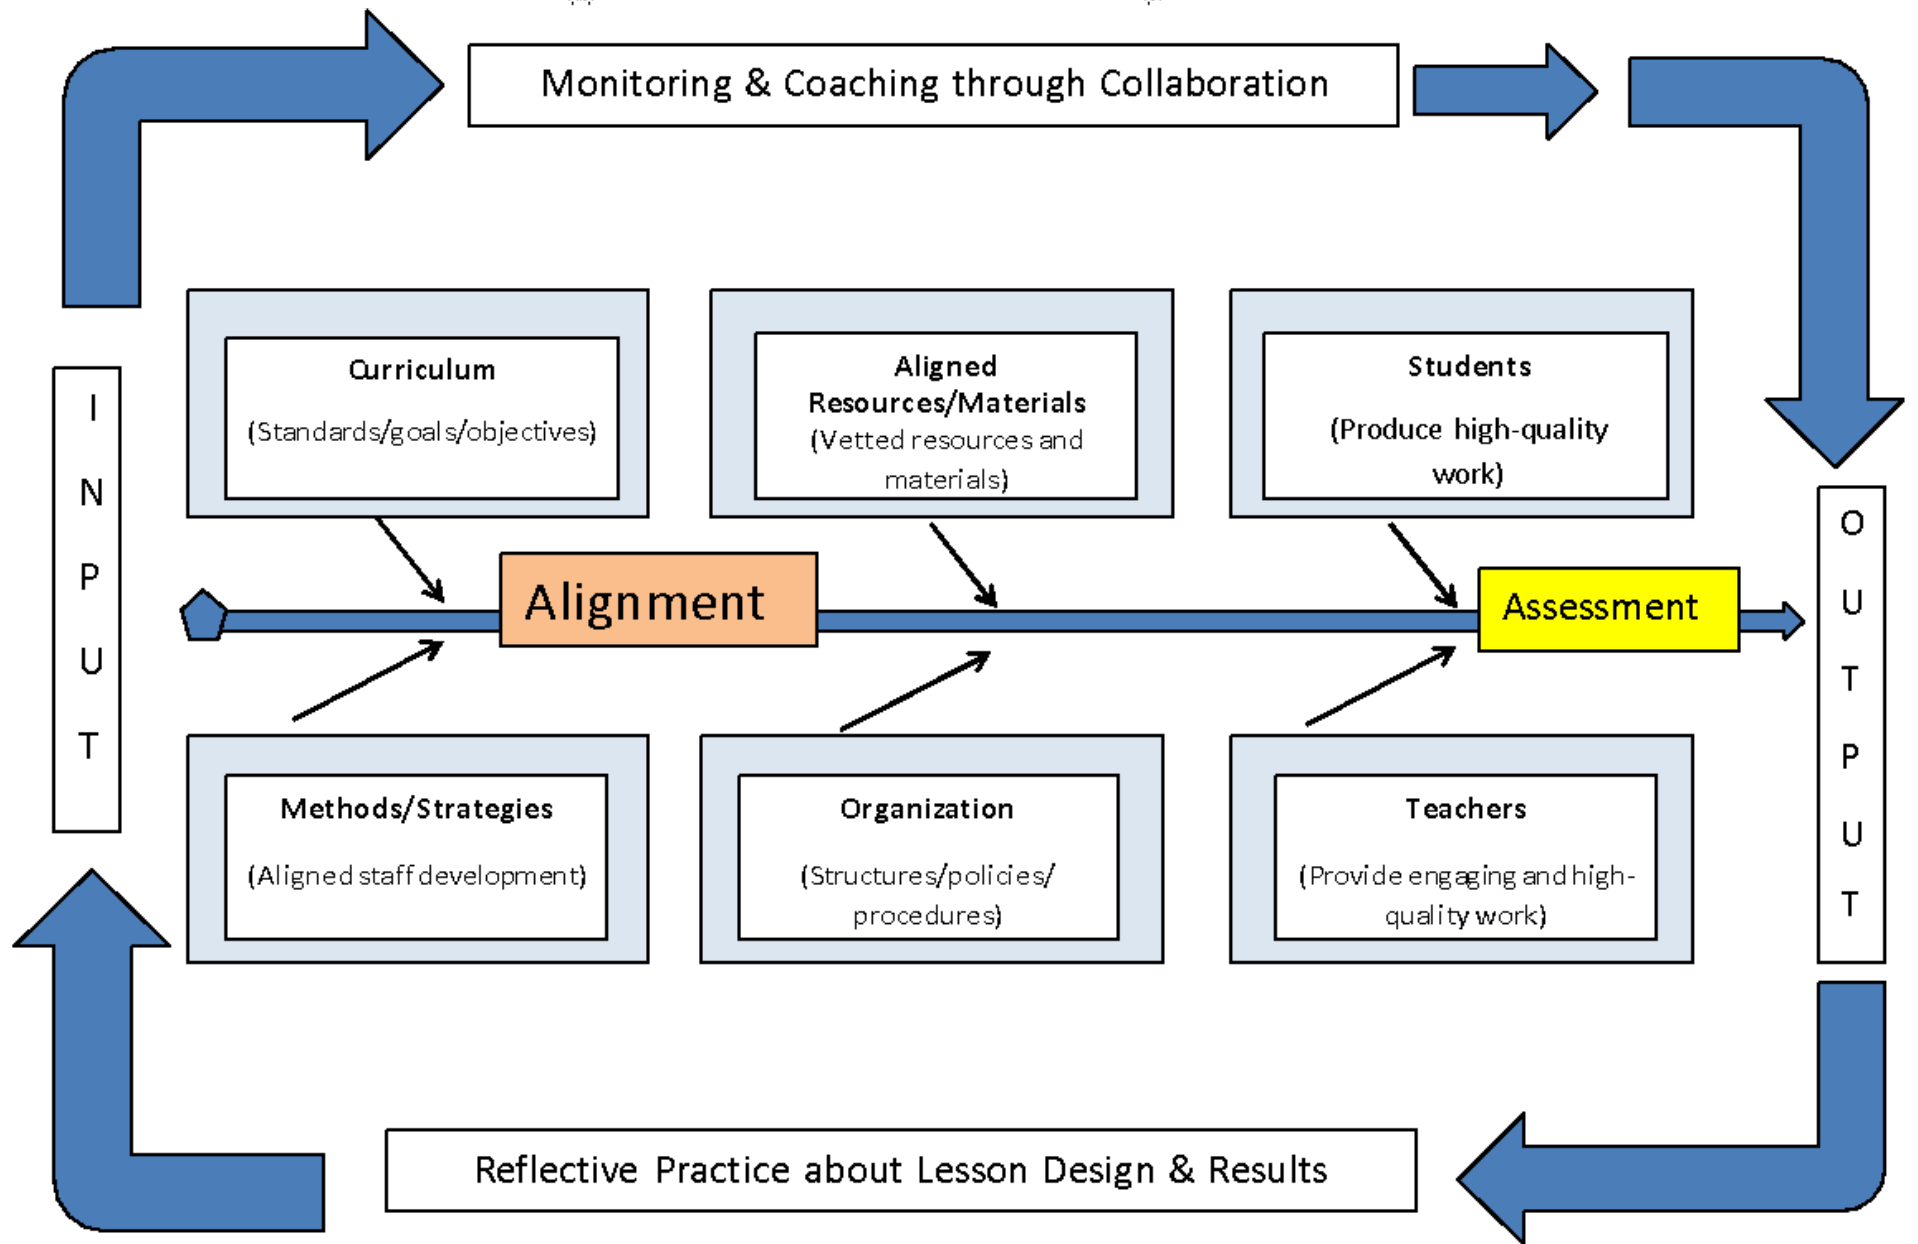 Monitoring & Coaching through Collaboration
I
N
P
U
T
Curriculum
(Standards/goals/objectives)
Aligned
Resources/Materials
(Vetted resources and
materials)
Students
(Produce high-quality
work)
Alignment
Assessment
Methods/Strategies
(Aligned staff development)
Organization
(Structures/policies/
procedures)
Teachers
(Provide engaging and high-
quality work)
O
U
T
P
U
T
Reflective Practice about Lesson Design & Results